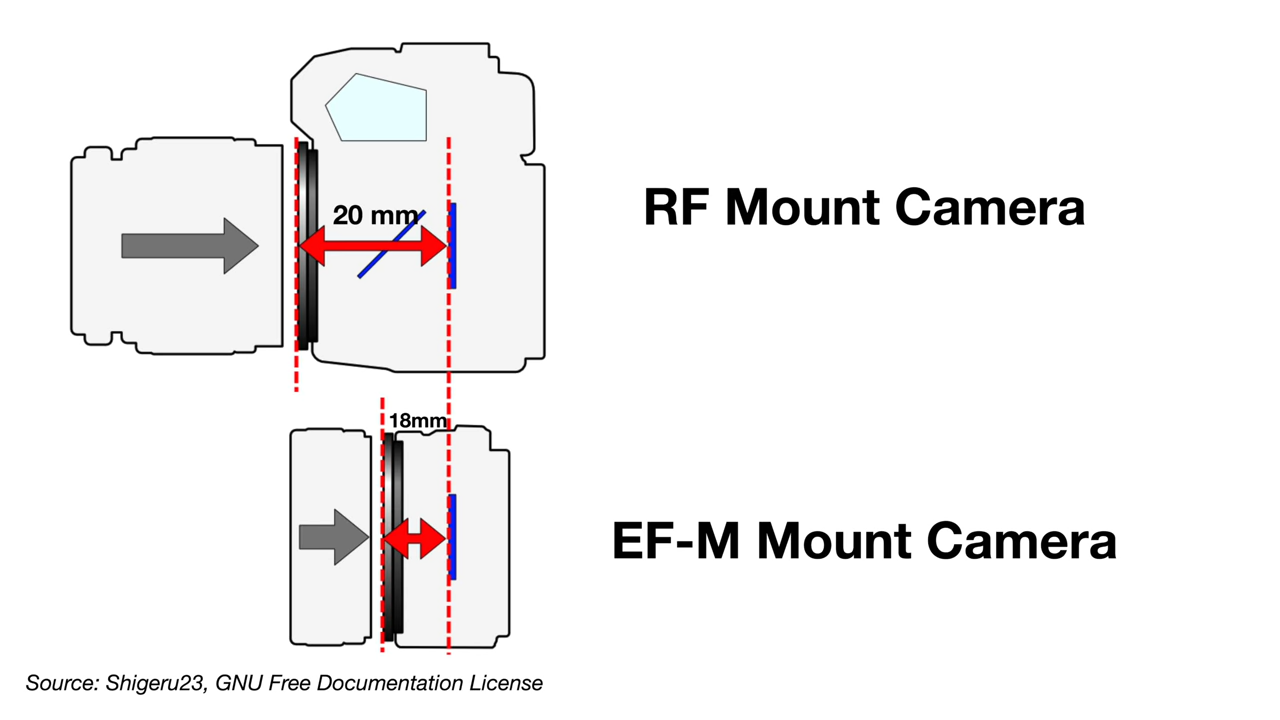 20 mm
RF Mount Camera
18mm
EF-M Mount Camera
Source: Shigeru23, GNU Free Documentation License